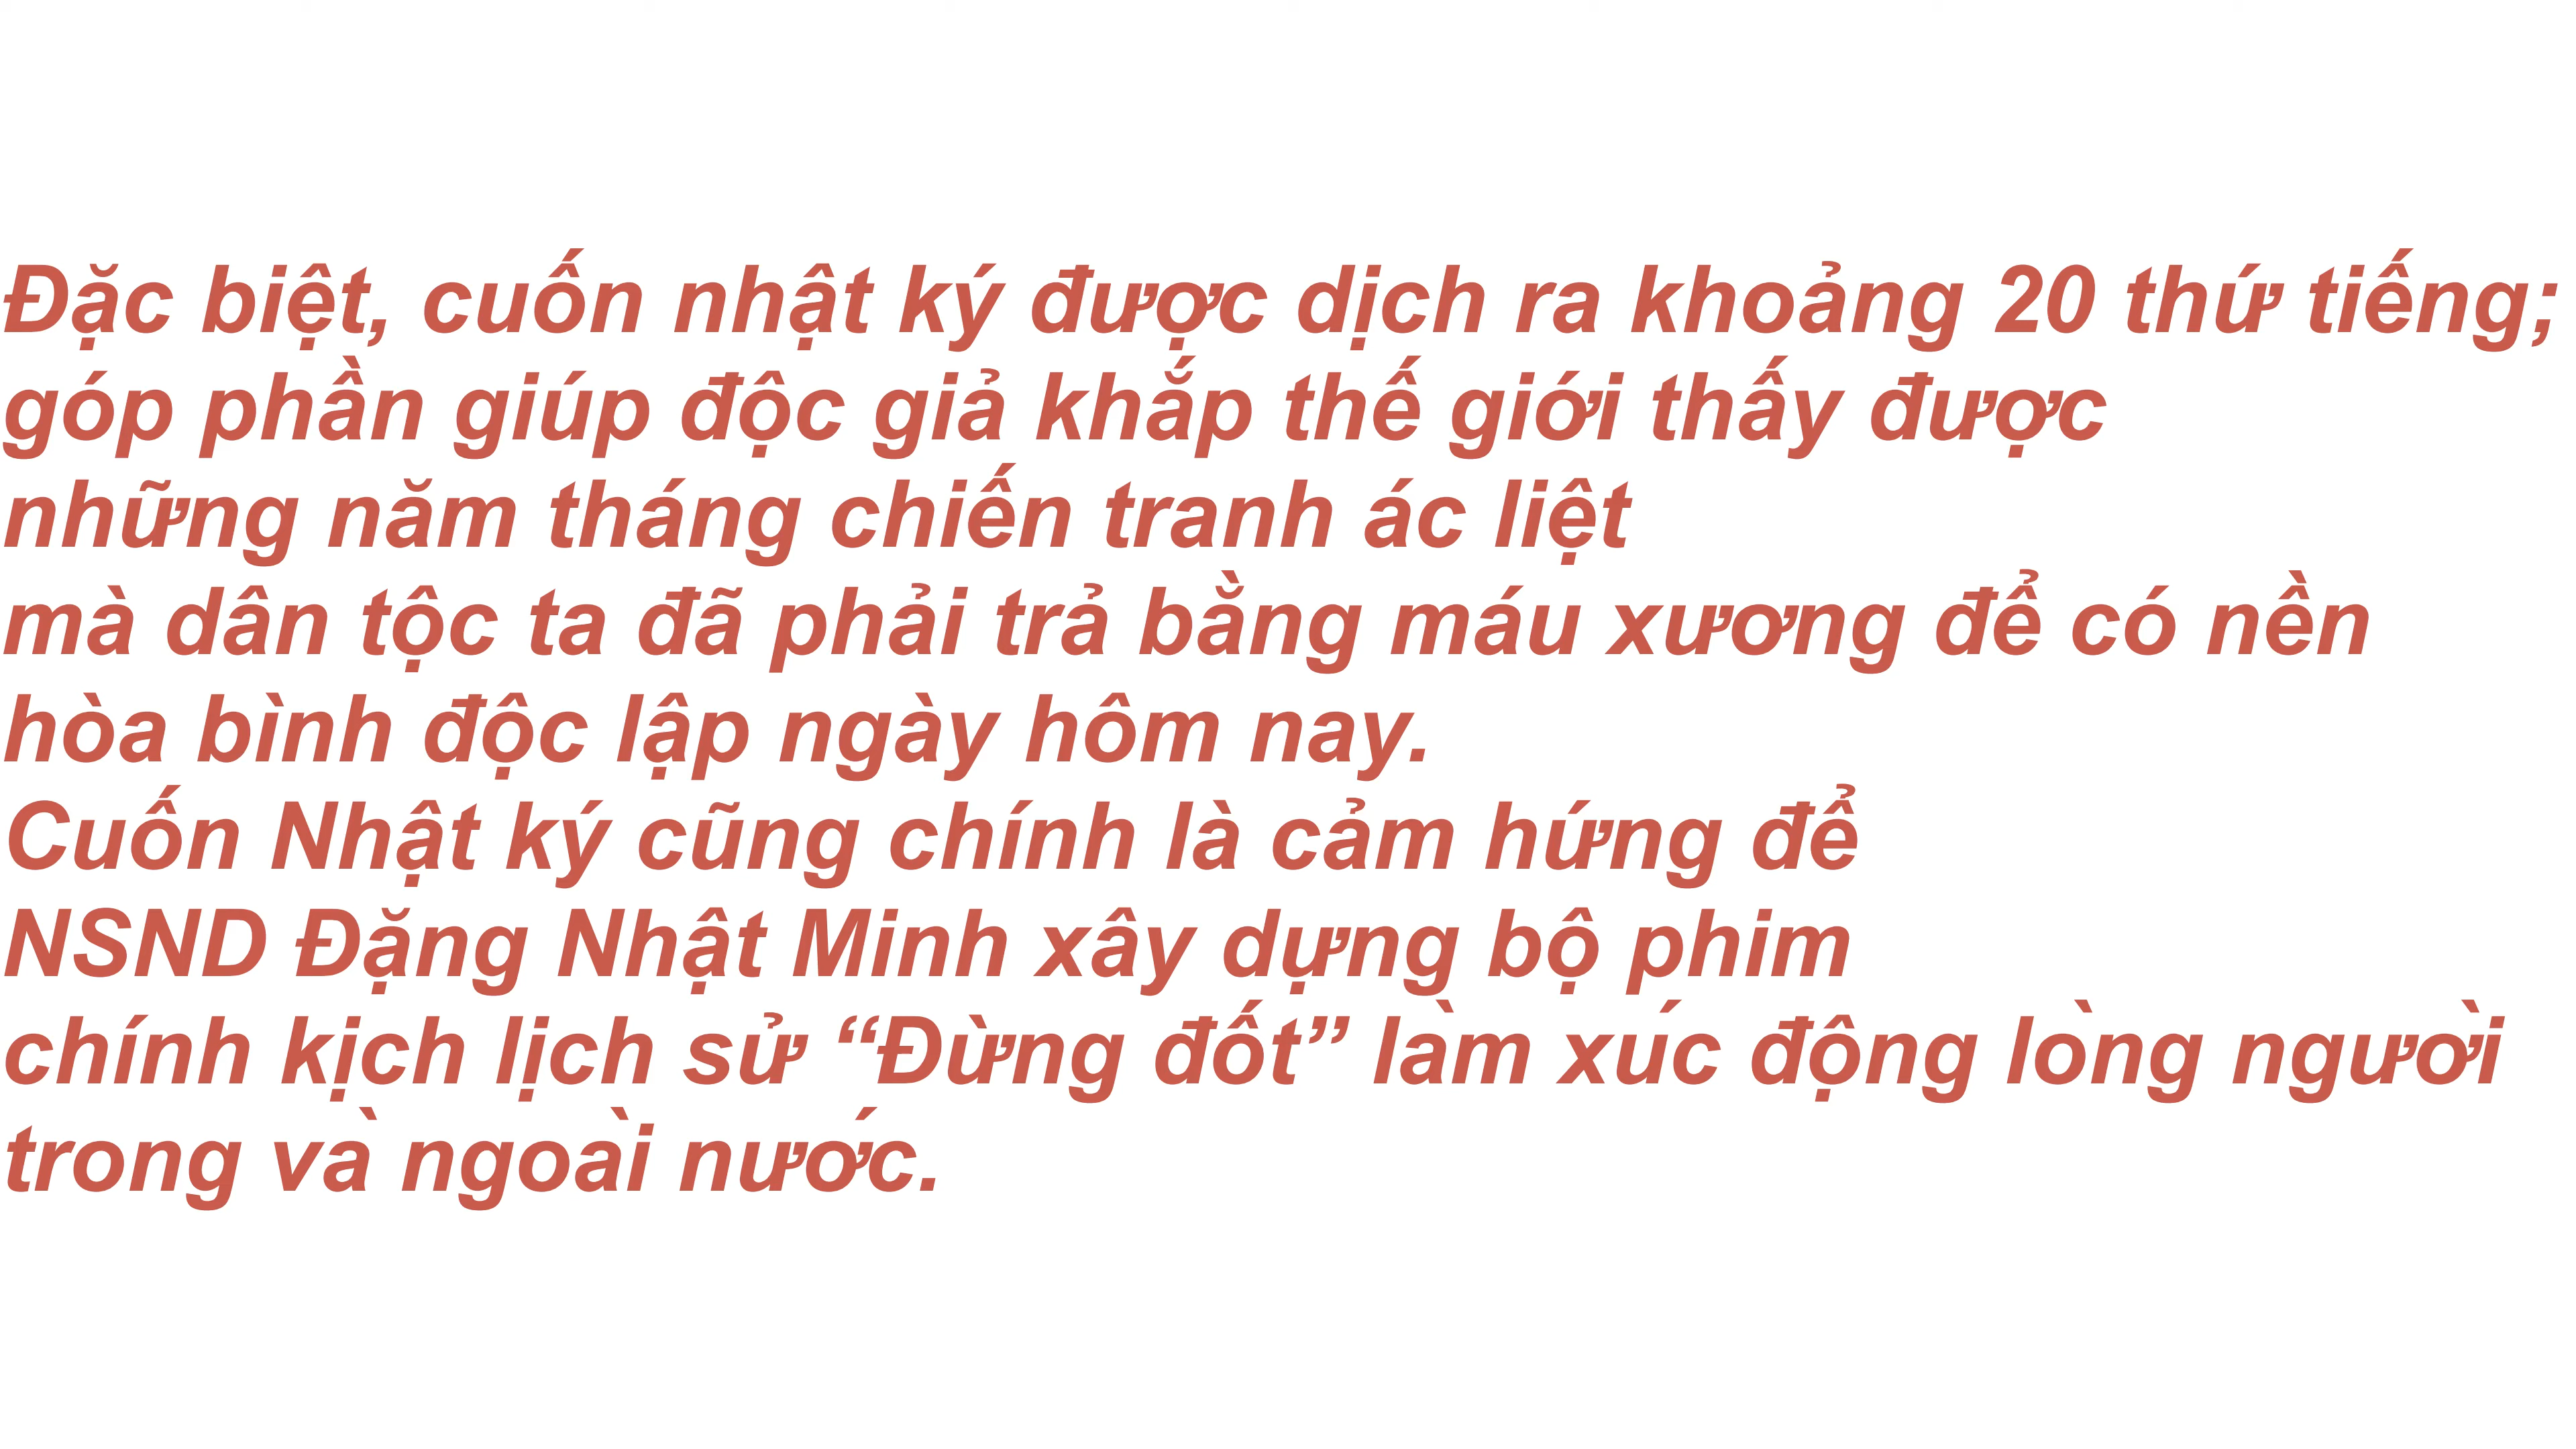 Đặc biệt, cuốn nhật ký được dịch ra khoảng 20 thứ tiếng;
góp phần giúp độc giả khắp thế giới thấy được
những năm tháng chiến tranh ác liệt
mà dân tộc ta đã phải trả bằng máu xương để có nền
hòa bình độc lập ngày hôm nay.
Cuốn Nhật ký cũng chính là cảm hứng để
NSND Đặng Nhật Minh xây dựng bộ phim
chính kịch lịch sử “Đừng đốt” làm xúc động lòng người
trong và ngoài nước.